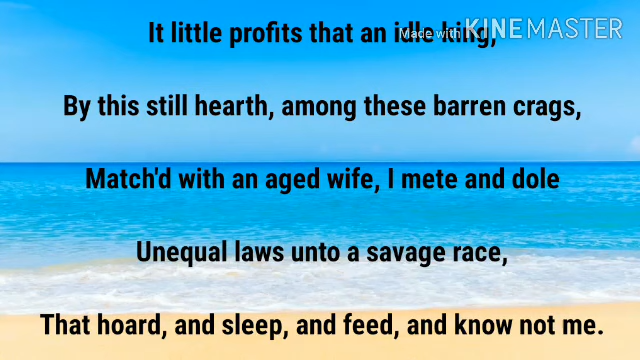 It little profits that an idle king,
Made with KINEMASTER
By this still hearth, among these barren crags,
Match'd with an aged wife, I mete and dole
Unequal laws unto a savage race,
That hoard, and sleep, and feed, and know not me.